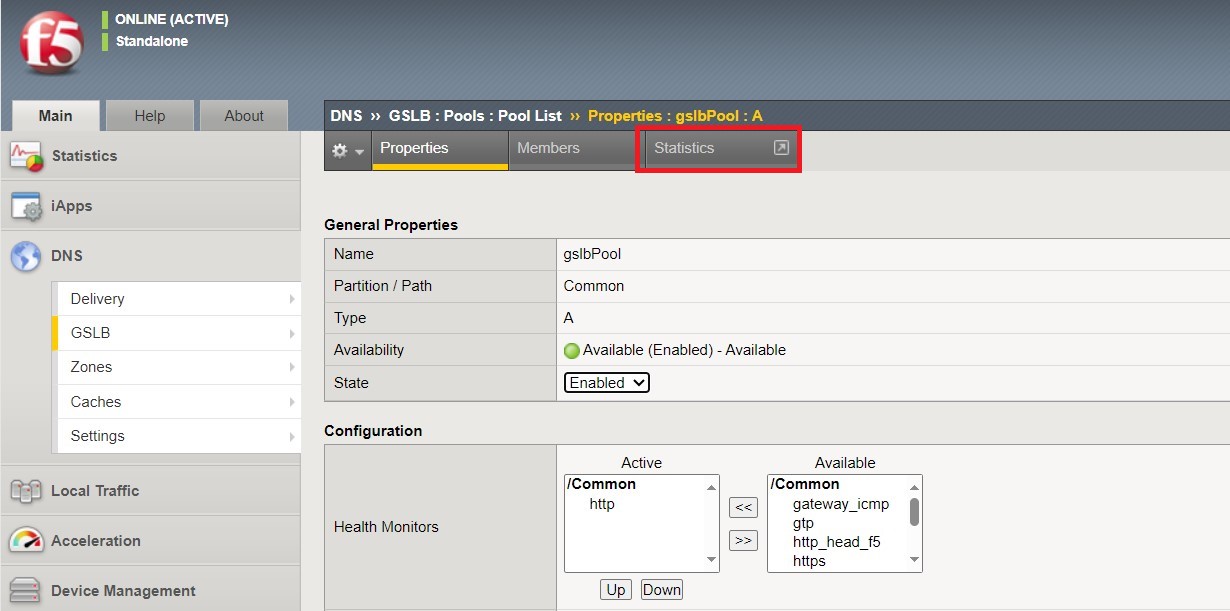 f5
ONLINE (ACTIVE)
Standalone
Main Help About
DNS ›› GSLB : Pools : Pool List ›› Properties : gslbPool : A
Properties Members Statistics
Statistics
iApps
DNS
Delivery
GSLB
Zones
Caches
Settings
Local Traffic
Acceleration
Device Management
General Properties
Name gslbPool
Partition / Path Common
Type A
Availability Available (Enabled) - Available
State Enabled
Configuration
Health Monitors
Active Available
/Common /Common
http gateway_icmp
<< gtp
>> http_head_f5
https
Up Down